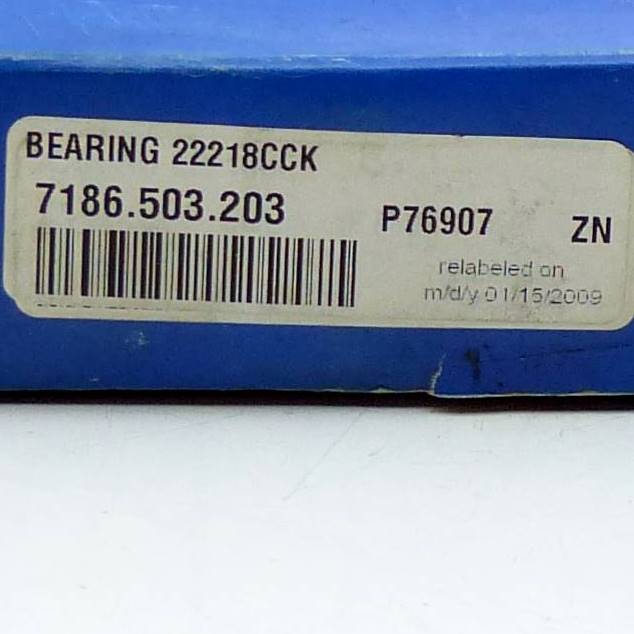 BEARING 22218CCK
7186.503.203
P76907 ZN
relabeled on
m/d/y 01/15/2009